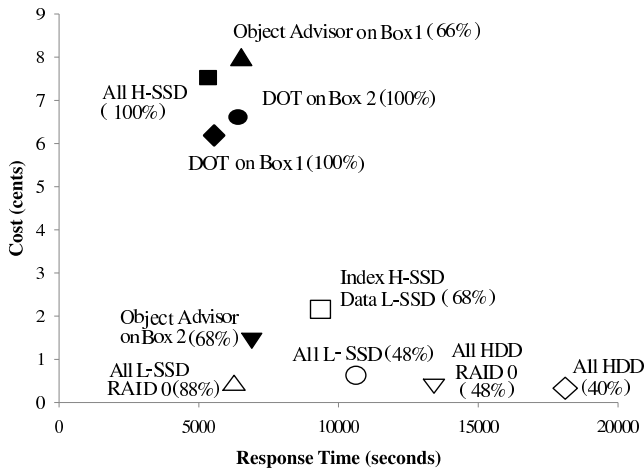 9
8
7
6
5
4
3
2
1
0
Cost (cents)
Object Advisor on Box1 (66%)
All H-SSD
( 100%)
DOT on Box 2 (100%)
DOT on Box 1 (100%)
Index H-SSD
Data L-SSD ( 68%)
Object Advisor
on Box 2 (68%)
All L-SSD
RAID 0(88%)
All L- SSD(48%)
All HDD
RAID 0
( 48%)
All HDD
(40%)
0 5000 10000 15000 20000
Response Time (seconds)